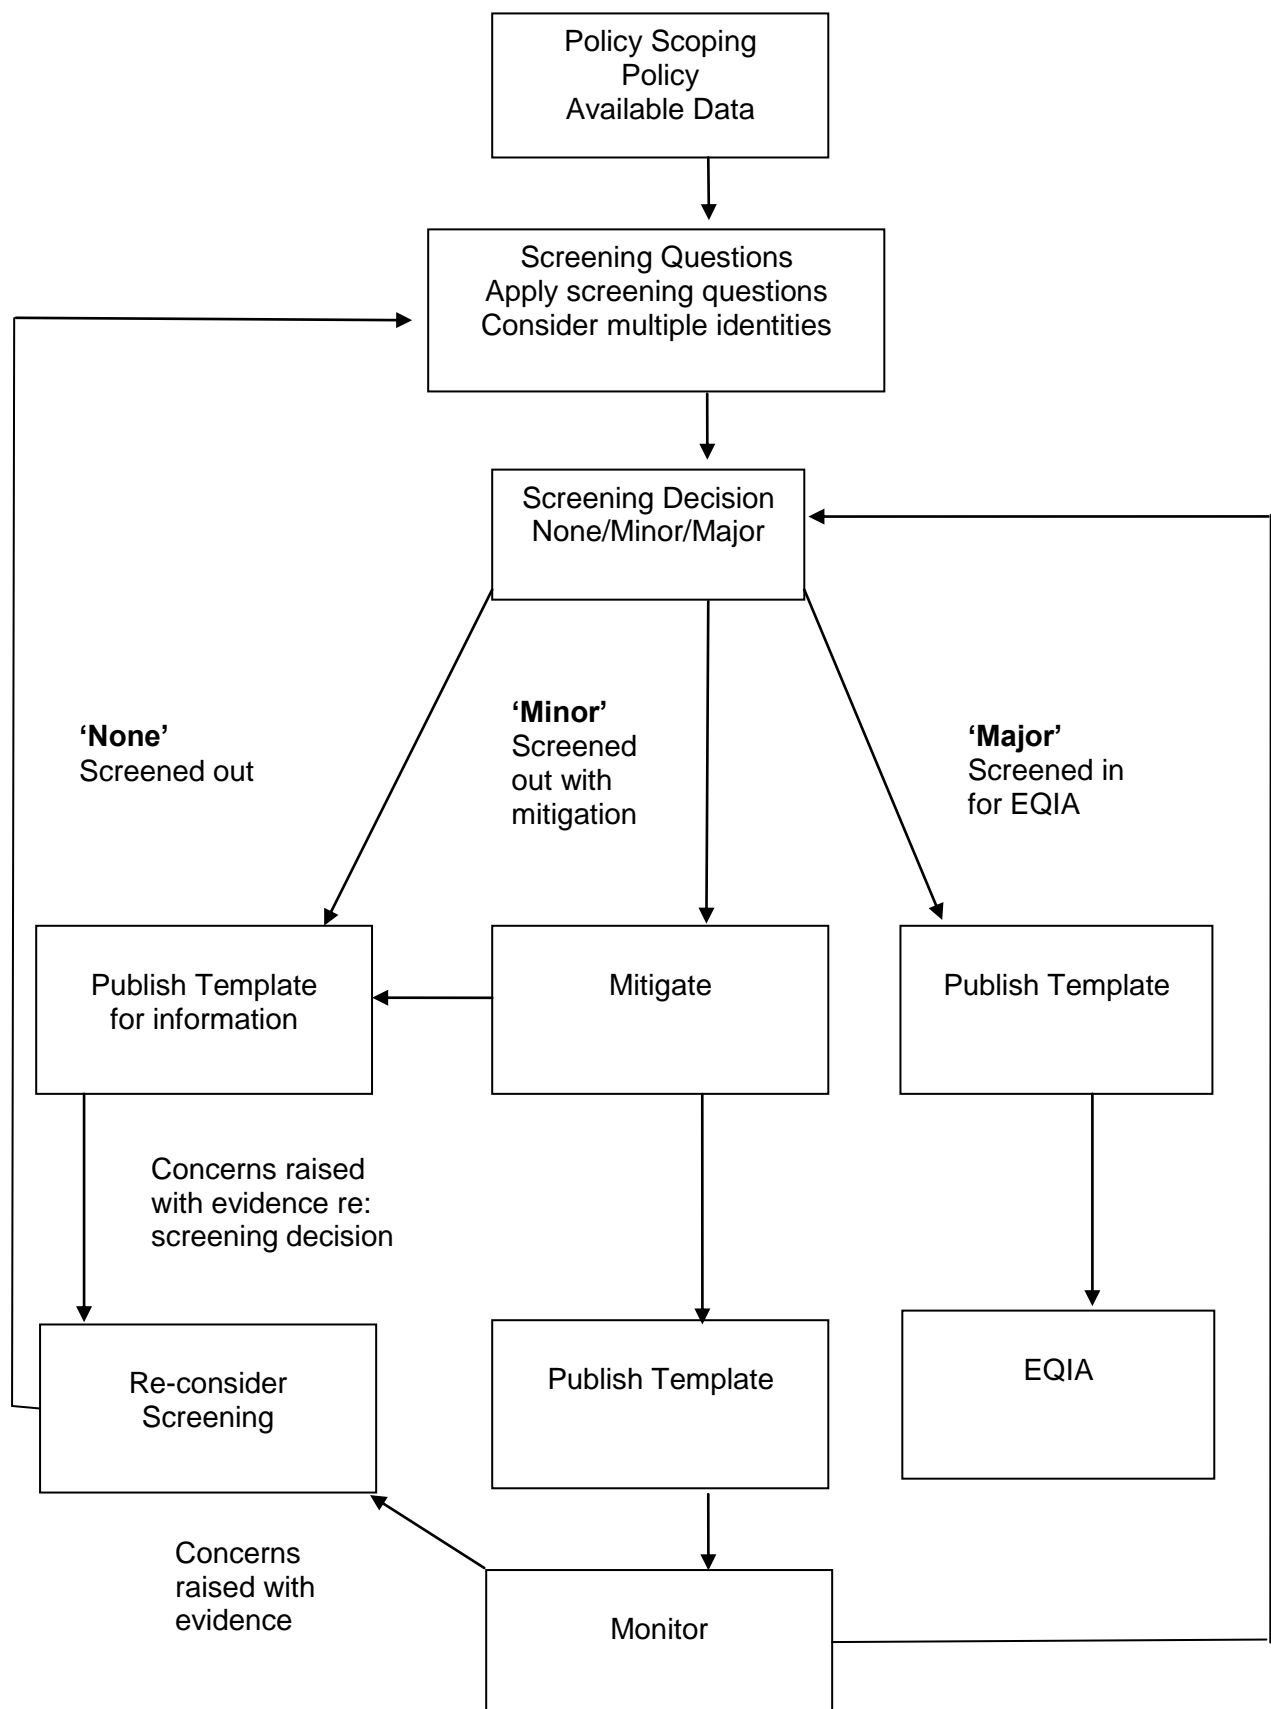 Policy Scoping
Policy
Available Data
Screening Questions
Apply screening questions
Consider multiple identities
Screening Decision
None/Minor/Major
‘None’
Screened out
‘Minor’
Screened
out with
mitigation
‘Major’
Screened in
for EQIA
Publish Template
for information
Mitigate
Publish Template
Concerns raised
with evidence re:
screening decision
Re-consider
Screening
Publish Template
EQIA
Concerns
raised with
evidence
Monitor